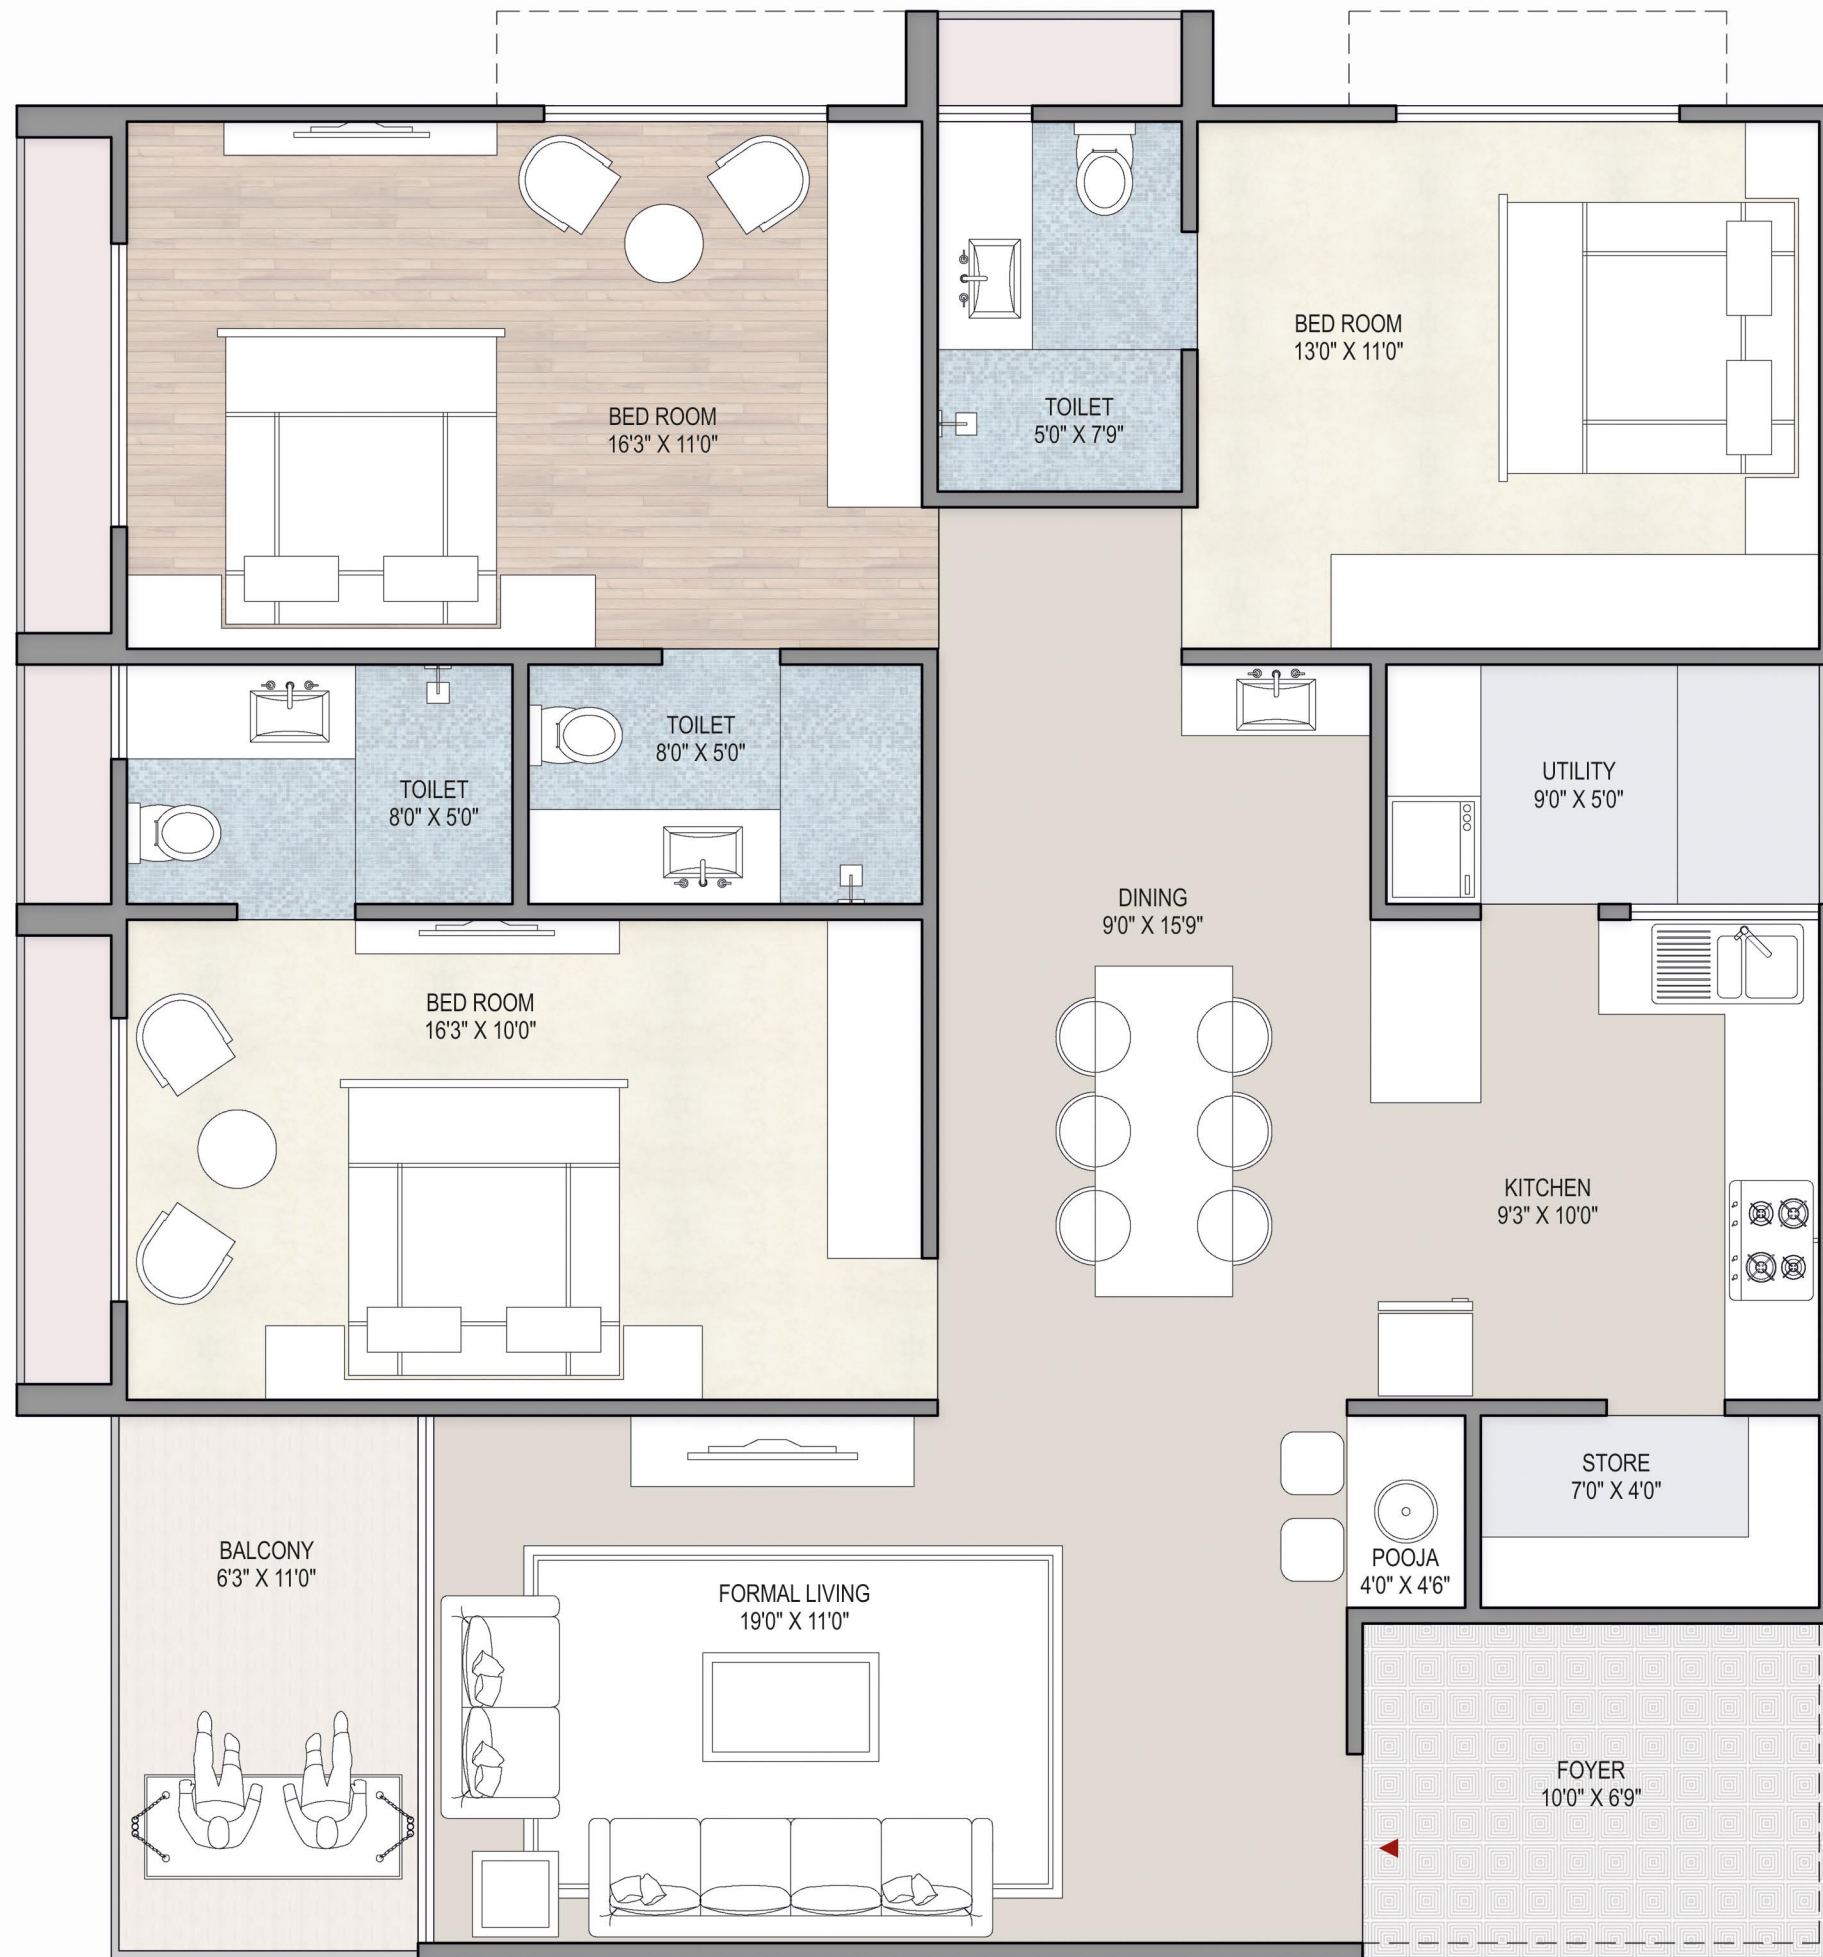 BED ROOM
13'0" X 11'0"
BED ROOM
16'3" X 11'0"
TOILET
5'0" X 7'9"
TOILET
8'0" X 5'0"
TOILET
8'0" X 5'0"
UTILITY
9'0" X 5'0"
DINING
9'0" X 15'9"
BED ROOM
16'3" X 10'0"
KITCHEN
9'3" X 10'0"
STORE
7'0" X 4'0"
BALCONY
6'3" X 11'0"
POOJA
4'0" X 4'6"
FORMAL LIVING
19'0" X 11'0"
FOYER
10'0" X 6'9"